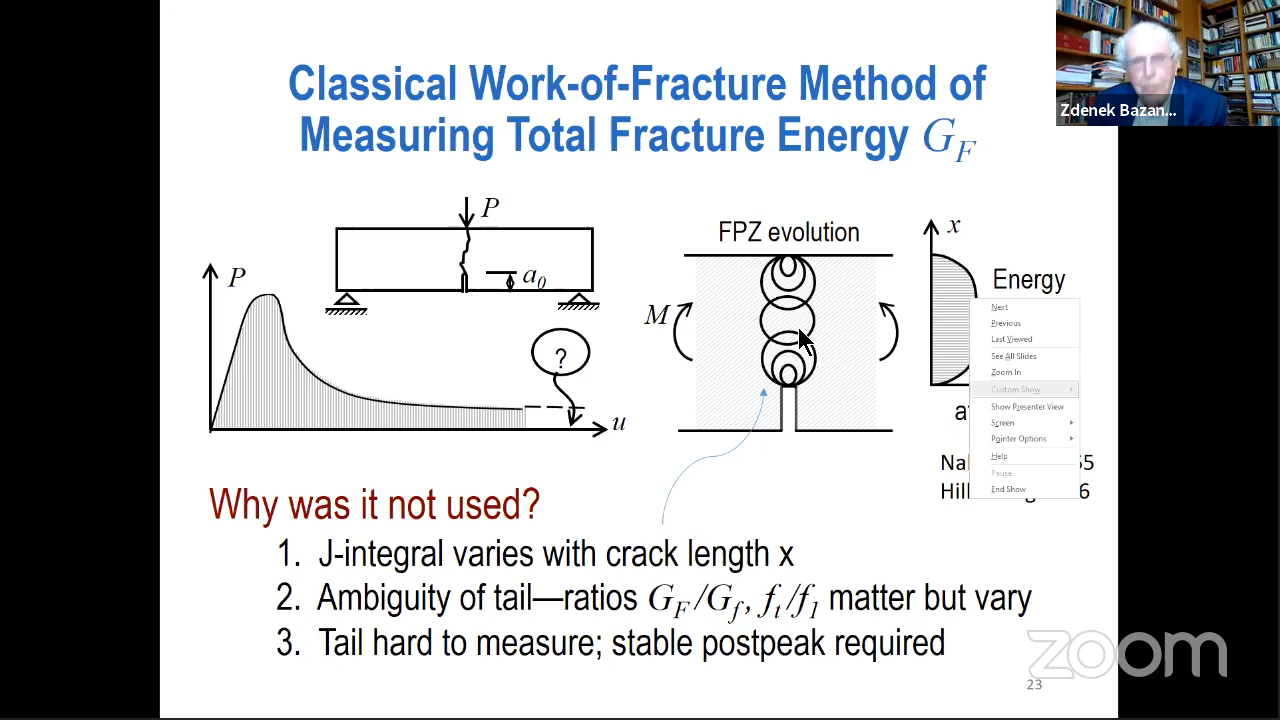 Classical Work-of-Fracture Method of
Measuring Total Fracture Energy G_F
Zdenek Bazan...
P
a_0
P
?
u
FPZ evolution
M
x
Energy
Next
Previous
Last Viewed
See All Slides
Zoom In
Custom Show
Show Presenter View
Screen
Pointer Options
Help
Pause
End Show
Why was it not used?
1. J-integral varies with crack length x
2. Ambiguity of tail—ratios G_F/G_f, f_t/f_1 matter but vary
3. Tail hard to measure; stable postpeak required
zoom
23